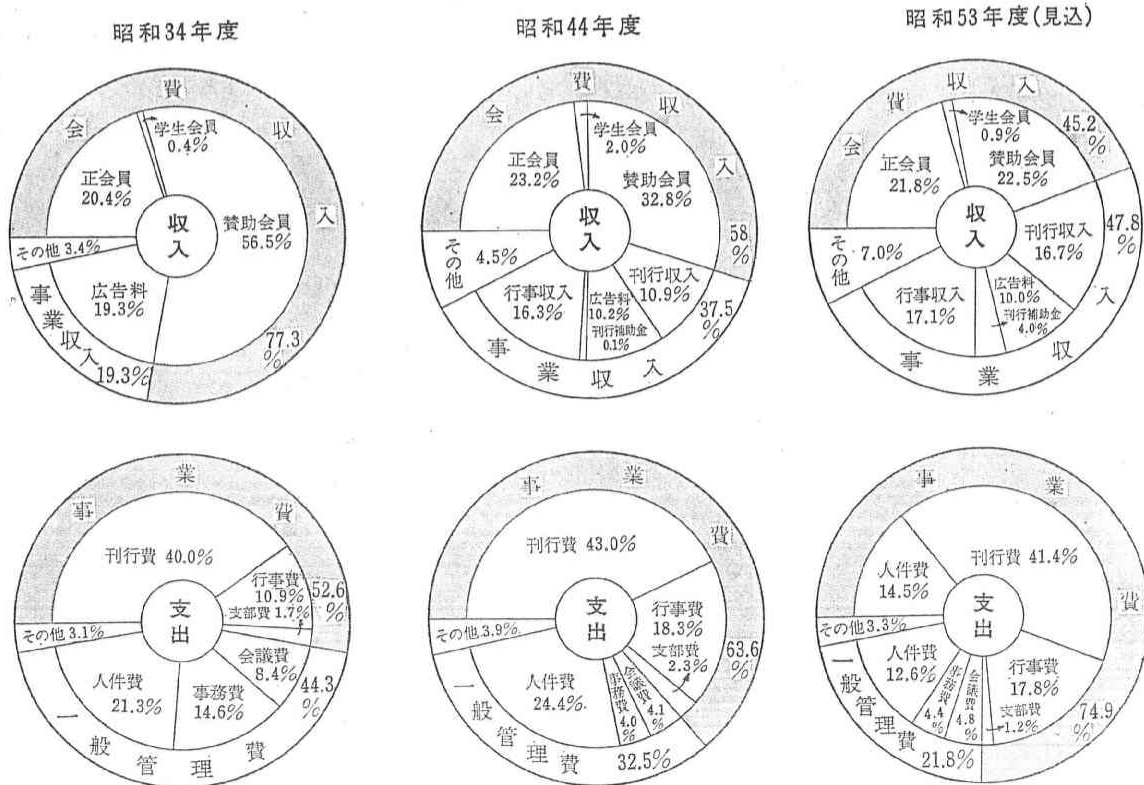 昭和34年度
会費収入
77.3%
学生会員
0.4%
正会員
20.4%
収入
賛助会員
56.5%
その他 3.4%
広告料
19.3%
事業収入
19.3%
昭和44年度
会費収入
58%
学生会員
2.0%
正会員
23.2%
賛助会員
32.8%
収入
その他 4.5%
刊行収入
10.9%
37.5%
広告料
10.2%
刊行補助金
0.1%
行事収入
16.3%
事業収入
昭和53年度(見込)
会費収入
45.2%
学生会員
0.9%
正会員
21.8%
賛助会員
22.5%
収入
47.8%
刊行収入
16.7%
その他 7.0%
広告料
10.0%
刊行補助金
4.0%
行事収入
17.1%
事業収入
事業費
刊行費 40.0%
行事費
10.9%
52.6%
支部費 1.7%
支出
その他 3.1%
会議費
8.4%
人件費
21.3%
事務費
14.6%
44.3%
一般管理費
事業費
刊行費 43.0%
行事費
18.3%
支部費
2.3%
63.6%
支出
その他 3.9%
人件費
24.4%
事務費
4.0%
会議費
4.1%
一般管理費
32.5%
事業費
人件費
14.5%
刊行費 41.4%
支出
その他 3.3%
人件費
12.6%
事務費
4.4%
会議費
4.8%
行事費
17.8%
支部費
1.2%
74.9%
一般管理費
21.8%